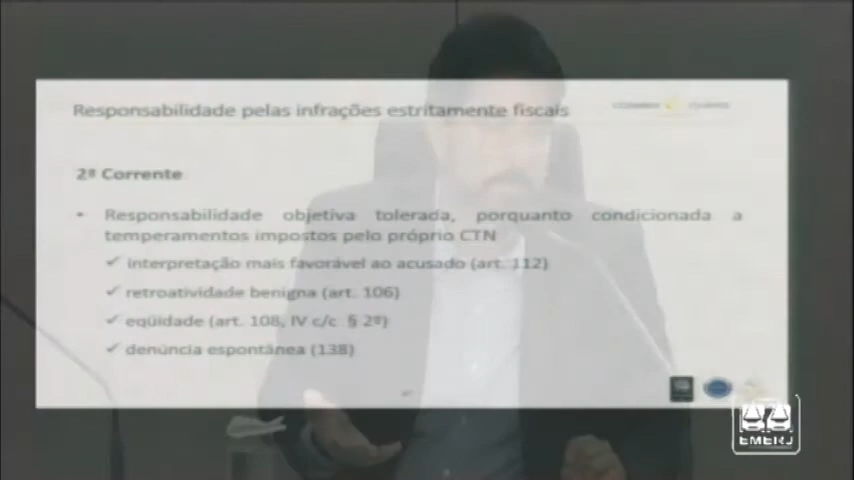 Responsabilidade pelas infrações estritamente fiscais
2ª Corrente
• Responsabilidade objetiva tolerada, porquanto condicionada a
temperamentos impostos pelo próprio CTN
✓ interpretação mais favorável ao acusado (art. 112)
✓ retroatividade benigna (art. 106)
✓ eqüidade (art. 108, IV c/c § 2º)
✓ denúncia espontânea (138)
EMERJ